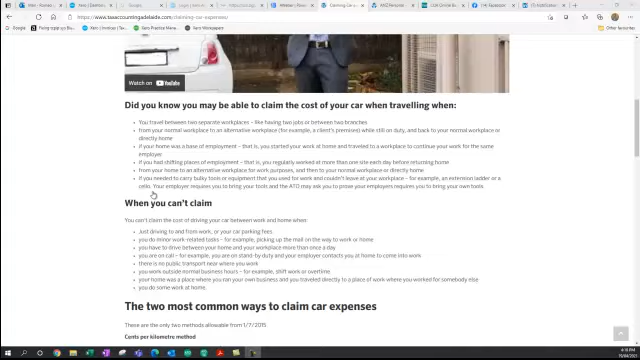 https://www.taxaccountingadelaide.com/claiming-car-expenses/
Watch on YouTube
Did you know you may be able to claim the cost of your car when travelling when:
You travel between two separate workplaces - like having two jobs or between two branches
from your normal workplace to an alternative workplace (for example, a client's premises) while still on duty, and back to your normal workplace or
directly home
if your home was a base of employment – that is, you started your work at home and traveled to a workplace to continue your work for the
same employer
if you had shifting places of employment – that is, you regularly worked at more than one site each day before returning home
from your home to an alternative workplace for work purposes, and then to your normal workplace or directly home
if you needed to carry bulky tools or equipment that you used for work and couldn't leave at your workplace – for example, an extension ladder or a
cello. Your employer requires you to bring your tools and the ATO may ask you to prove your employers requires you to bring your own tools
When you can't claim
You can't claim the cost of driving your car between work and home when:
Just driving to and from work, or your car parking fees
you do minor work-related tasks – for example, picking up the mail on the way to work or home
you have to drive between your home and your workplace more than once a day
you are on call – for example, you are on stand-by duty and your employer contacts you at home to come into work
there is no public transport near where you work
you work outside normal business hours – for example, shift work or overtime
your home was a place where you ran your own business and you traveled directly to a place of work where you worked for somebody else
you do some work at home.
The two most common ways to claim car expenses
These are the only two methods allowable from 1/7/2015
Cents per kilometre method